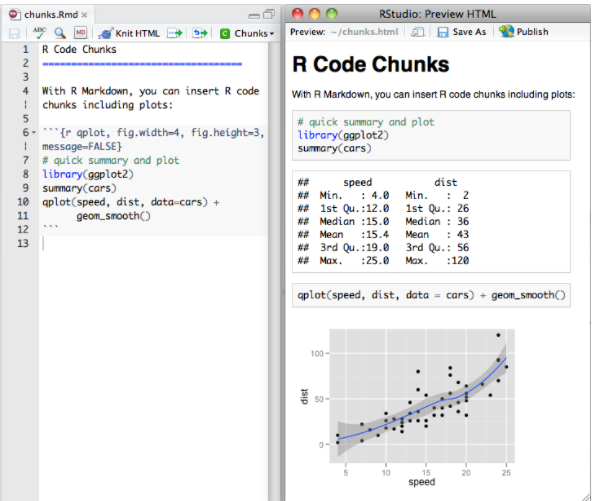 chunks.Rmd
ABC
MD
Knit HTML
Chunks
1 R Code Chunks
2 ===================================
3
4 With R Markdown, you can insert R code
chunks including plots:
5
6 ```{r qplot, fig.width=4, fig.height=3,
message=FALSE}
7 # quick summary and plot
8 library(ggplot2)
9 summary(cars)
10 qplot(speed, dist, data=cars) +
11 geom_smooth()
12 ```
13
RStudio: Preview HTML
Preview: ~/chunks.html
Save As
Publish
R Code Chunks
With R Markdown, you can insert R code chunks including plots:
# quick summary and plot
library(ggplot2)
summary(cars)
## speed dist
## Min. : 4.0 Min. : 2
## 1st Qu.:12.0 1st Qu.: 26
## Median :15.0 Median : 36
## Mean :15.4 Mean : 43
## 3rd Qu.:19.0 3rd Qu.: 56
## Max. :25.0 Max. :120
qplot(speed, dist, data = cars) + geom_smooth()
100
50
0
dist
5 10 15 20 25
speed